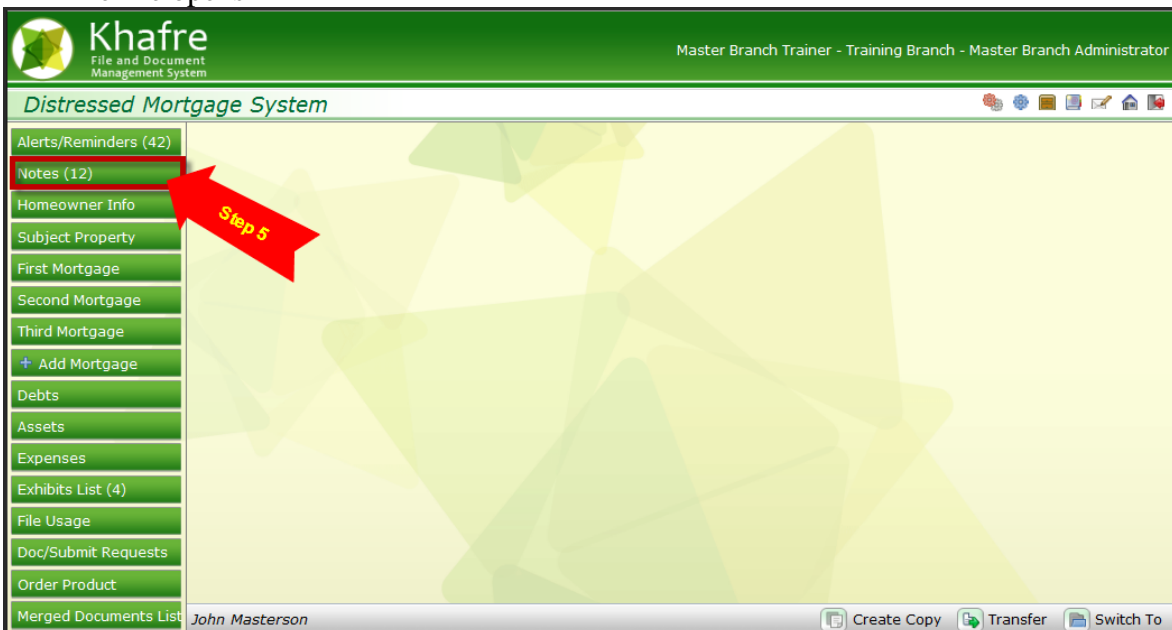 Khafre
File and Document
Management System
Master Branch Trainer - Training Branch - Master Branch Administrator
Distressed Mortgage System
Alerts/Reminders (42)
Notes (12)
Step 5
Homeowner Info
Subject Property
First Mortgage
Second Mortgage
Third Mortgage
+ Add Mortgage
Debts
Assets
Expenses
Exhibits List (4)
File Usage
Doc/Submit Requests
Order Product
Merged Documents List
John Masterson
Create Copy
Transfer
Switch To